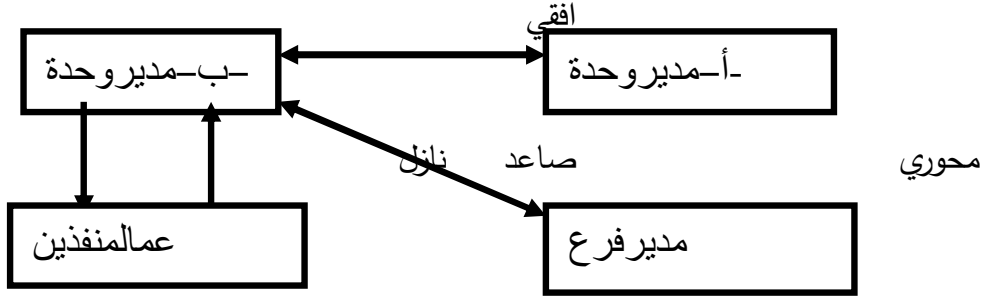 افقي
-أ–مديروحدة
–ب–مديروحدة
محوري
صاعد
نازل
مديرفرع
عمالمنفذين